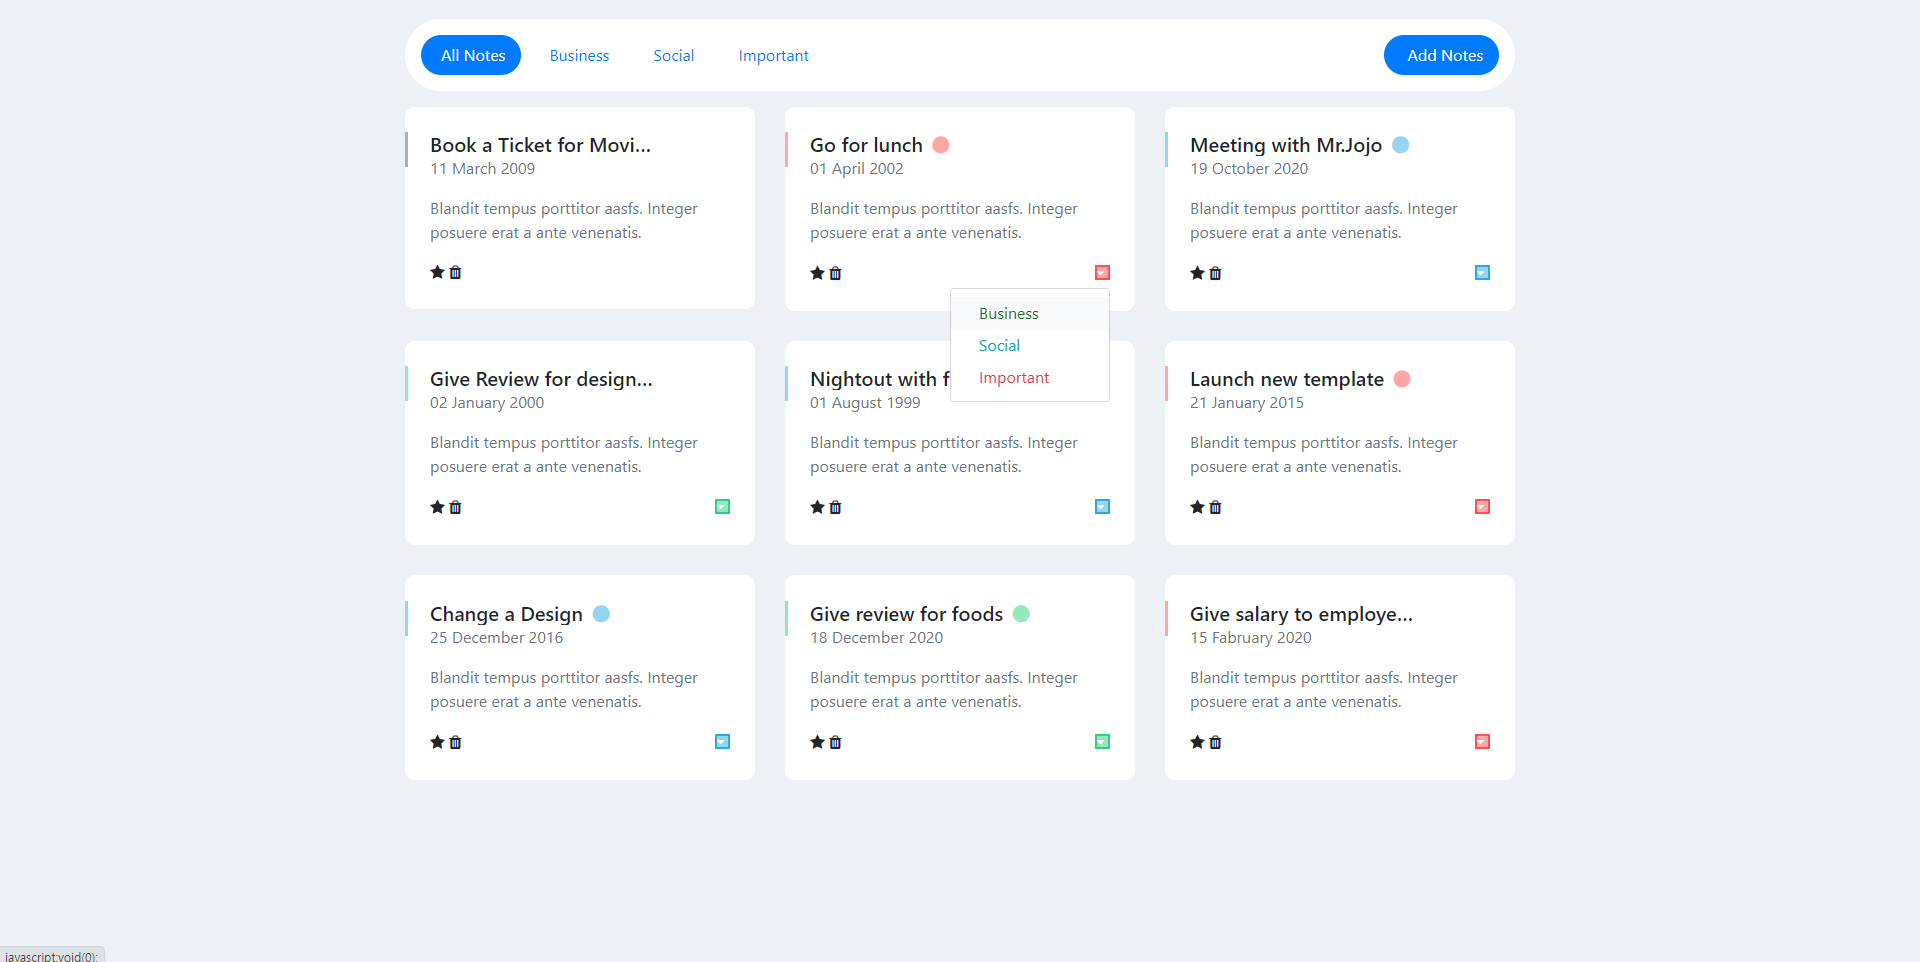 All Notes
Business
Social
Important
Add Notes
Book a Ticket for Movi...
11 March 2009
Blandit tempus porttitor aasfs. Integer
posuere erat a ante venenatis.
Go for lunch
01 April 2002
Blandit tempus porttitor aasfs. Integer
posuere erat a ante venenatis.
Business
Social
Important
Meeting with Mr.Jojo
19 October 2020
Blandit tempus porttitor aasfs. Integer
posuere erat a ante venenatis.
Give Review for design...
02 January 2000
Blandit tempus porttitor aasfs. Integer
posuere erat a ante venenatis.
Nightout with f
01 August 1999
Blandit tempus porttitor aasfs. Integer
posuere erat a ante venenatis.
Launch new template
21 January 2015
Blandit tempus porttitor aasfs. Integer
posuere erat a ante venenatis.
Change a Design
25 December 2016
Blandit tempus porttitor aasfs. Integer
posuere erat a ante venenatis.
Give review for foods
18 December 2020
Blandit tempus porttitor aasfs. Integer
posuere erat a ante venenatis.
Give salary to employe...
15 Fabruary 2020
Blandit tempus porttitor aasfs. Integer
posuere erat a ante venenatis.
javascript:void(0);